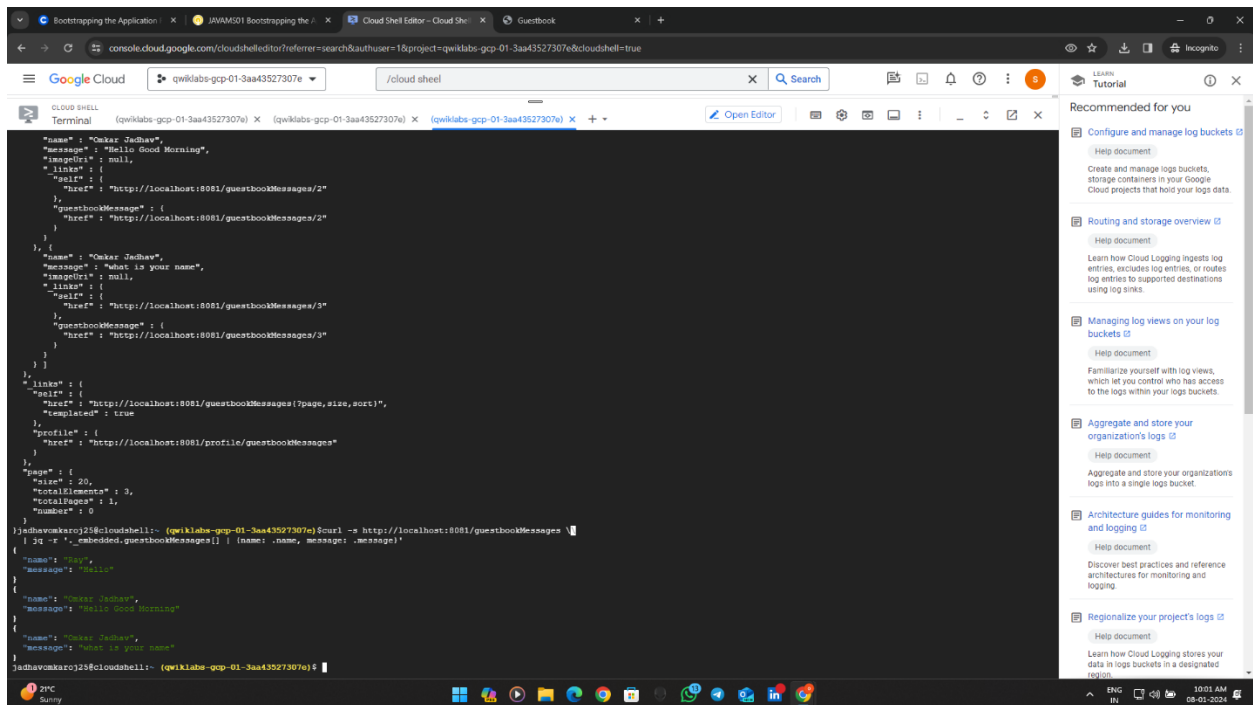 Bootstrapping the Application
JAVAMS01 Bootstrapping the A
Cloud Shell Editor – Cloud She
Guestbook
console.cloud.google.com/cloudshelleditor?referrer=search&authuser=1&project=qwiklabs-gcp-01-3aa43527307e&cloudshell=true
Incognito
Google Cloud
qwiklabs-gcp-01-3aa43527307e
/cloud sheel
Search
S
LEARN
Tutorial
CLOUD SHELL
Terminal
(qwiklabs-gcp-01-3aa43527307e)
(qwiklabs-gcp-01-3aa43527307e)
(qwiklabs-gcp-01-3aa43527307e)
Open Editor
"name" : "Omkar Jadhav",
"message" : "Hello Good Morning",
"imageUri" : null,
"_links" : {
"self" : {
"href" : "http://localhost:8081/guestbookMessages/2"
},
"guestbookMessage" : {
"href" : "http://localhost:8081/guestbookMessages/2"
}
}
}, {
"name" : "Omkar Jadhav",
"message" : "what is your name",
"imageUri" : null,
"_links" : {
"self" : {
"href" : "http://localhost:8081/guestbookMessages/3"
},
"guestbookMessage" : {
"href" : "http://localhost:8081/guestbookMessages/3"
}
}
} ]
},
"_links" : {
"self" : {
"href" : "http://localhost:8081/guestbookMessages{?page,size,sort}",
"templated" : true
},
"profile" : {
"href" : "http://localhost:8081/profile/guestbookMessages"
}
},
"page" : {
"size" : 20,
"totalElements" : 3,
"totalPages" : 1,
"number" : 0
}
}jadhavomkaroj25@cloudshell:~ (qwiklabs-gcp-01-3aa43527307e)$curl -s http://localhost:8081/guestbookMessages \
| jq -r '._embedded.guestbookMessages[] | {name: .name, message: .message}'
{
"name": "Ray",
"message": "Hello"
}
{
"name": "Omkar Jadhav",
"message": "Hello Good Morning"
}
{
"name": "Omkar Jadhav",
"message": "what is your name"
}
jadhavomkaroj25@cloudshell:~ (qwiklabs-gcp-01-3aa43527307e)$
Recommended for you
Configure and manage log buckets
Help document
Create and manage logs buckets,
storage containers in your Google
Cloud projects that hold your logs data.
Routing and storage overview
Help document
Learn how Cloud Logging ingests log
entries, excludes log entries, or routes
log entries to supported destinations
using log sinks.
Managing log views on your log
buckets
Help document
Familiarize yourself with log views,
which let you control who has access
to the logs within your logs buckets.
Aggregate and store your
organization's logs
Help document
Aggregate and store your organization's
logs into a single logs bucket.
Architecture guides for monitoring
and logging
Help document
Discover best practices and reference
architectures for monitoring and
logging.
Regionalize your project's logs
Help document
Learn how Cloud Logging stores your
data in logs buckets in a designated
region.
21°C
Sunny
ENG
IN
10:01 AM
08-01-2024